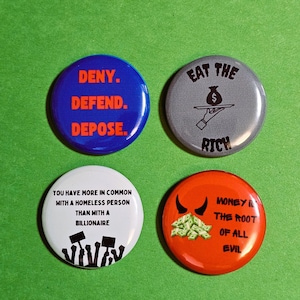 DENY.
DEFEND.
DEPOSE.
EAT THE
$
RICH
YOU HAVE MORE IN COMMON
WITH A HOMELESS PERSON
THAN WITH A
BILLIONAIRE
MONEY IS
THE ROOT
OF ALL
EVIL